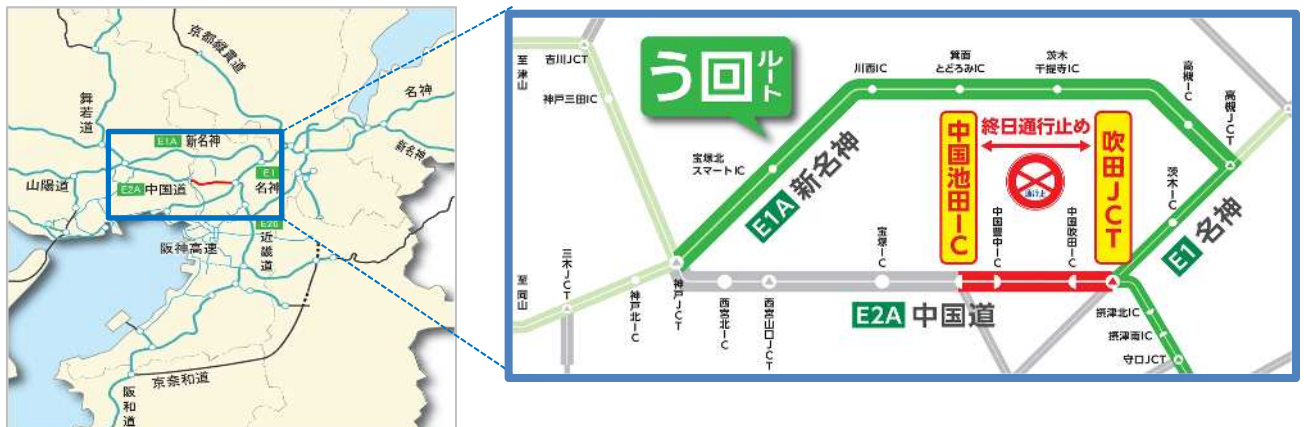 京都縦貫道
舞若道
名神
E1A 新名神
新名神
E1
名神
山陽道
E2A 中国道
E26
近畿道
阪神高速
京奈和道
阪和道
う回ルート
至津山
吉川JCT
神戸三田IC
川西IC
箕面
とどろみIC
茨木
千提寺IC
高槻IC
高槻JCT
宝塚北
スマートIC
E1A 新名神
中国池田IC
終日通行止め
通行止
吹田JCT
茨木IC
E1 名神
宝塚IC
中国豊中IC
中国吹田IC
三木JCT
至岡山
神戸北IC
神戸JCT
西宮北IC
西宮山口JCT
E2A 中国道
摂津北IC
摂津南IC
守口JCT